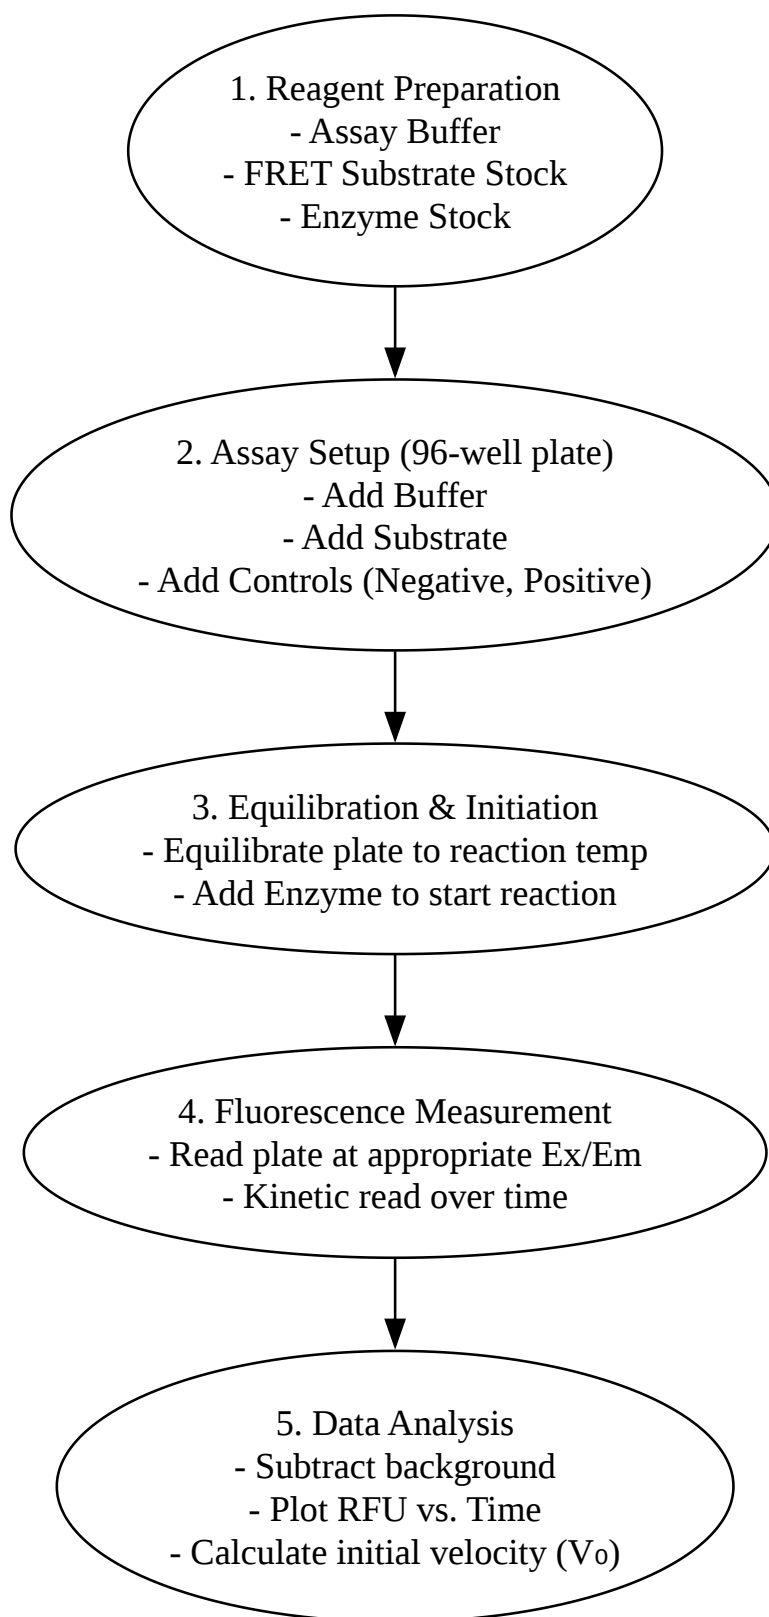 1. Reagent Preparation
- Assay Buffer
- FRET Substrate Stock
- Enzyme Stock
2. Assay Setup (96-well plate)
- Add Buffer
- Add Substrate
- Add Controls (Negative, Positive)
3. Equilibration & Initiation
- Equilibrate plate to reaction temp
- Add Enzyme to start reaction
4. Fluorescence Measurement
- Read plate at appropriate Ex/Em
- Kinetic read over time
5. Data Analysis
- Subtract background
- Plot RFU vs. Time
- Calculate initial velocity (V₀)